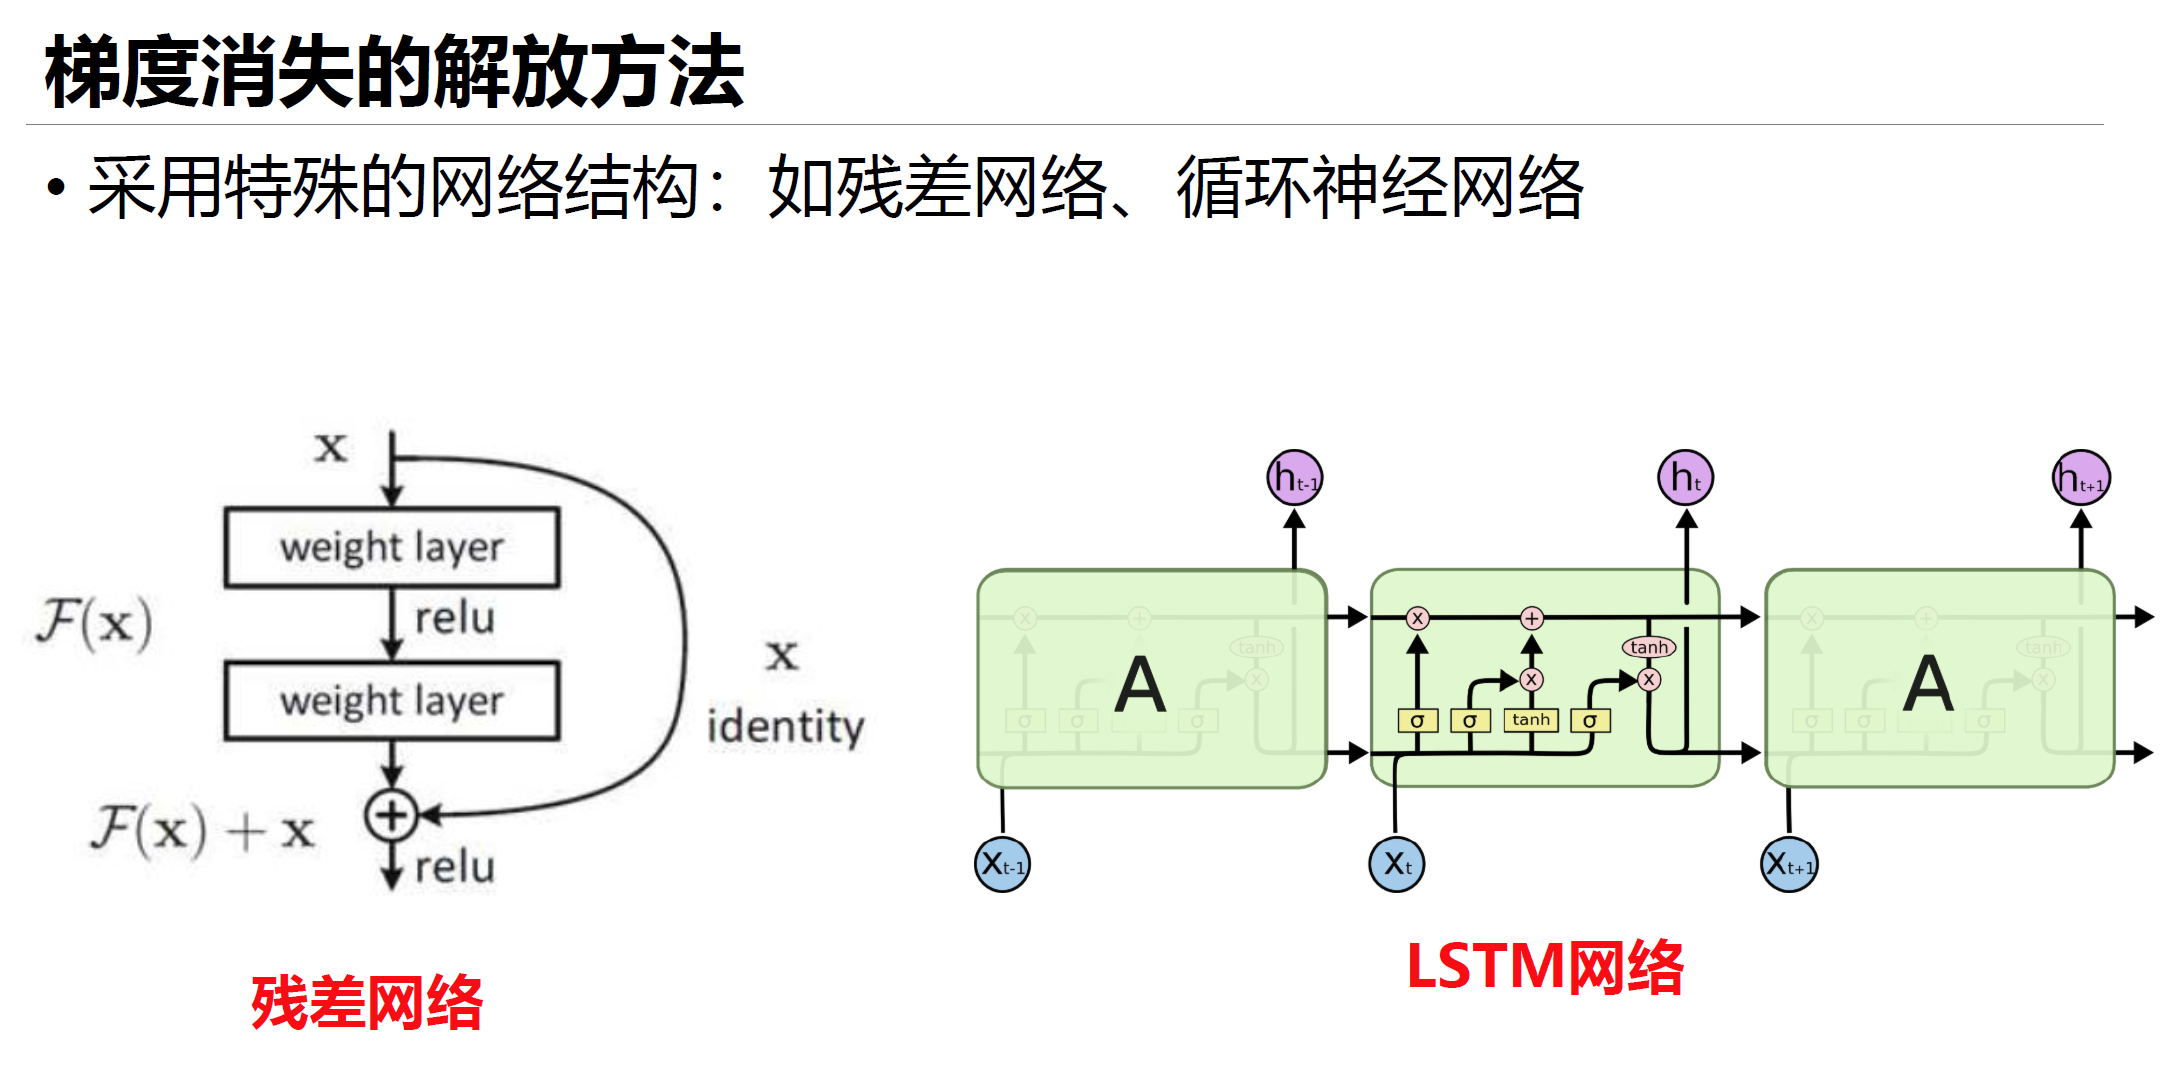 梯度消失的解放方法
• 采用特殊的网络结构：如残差网络、循环神经网络
x
weight layer
F(x)
relu
weight layer
x
identity
F(x) + x
relu
残差网络
h_{t-1}
h_t
h_{t+1}
x
+
tanh
x
x
σ
σ
tanh
σ
A
x
+
tanh
x
x
σ
σ
tanh
σ
x
+
tanh
A
x
σ
σ
σ
X_{t-1}
X_t
X_{t+1}
LSTM网络